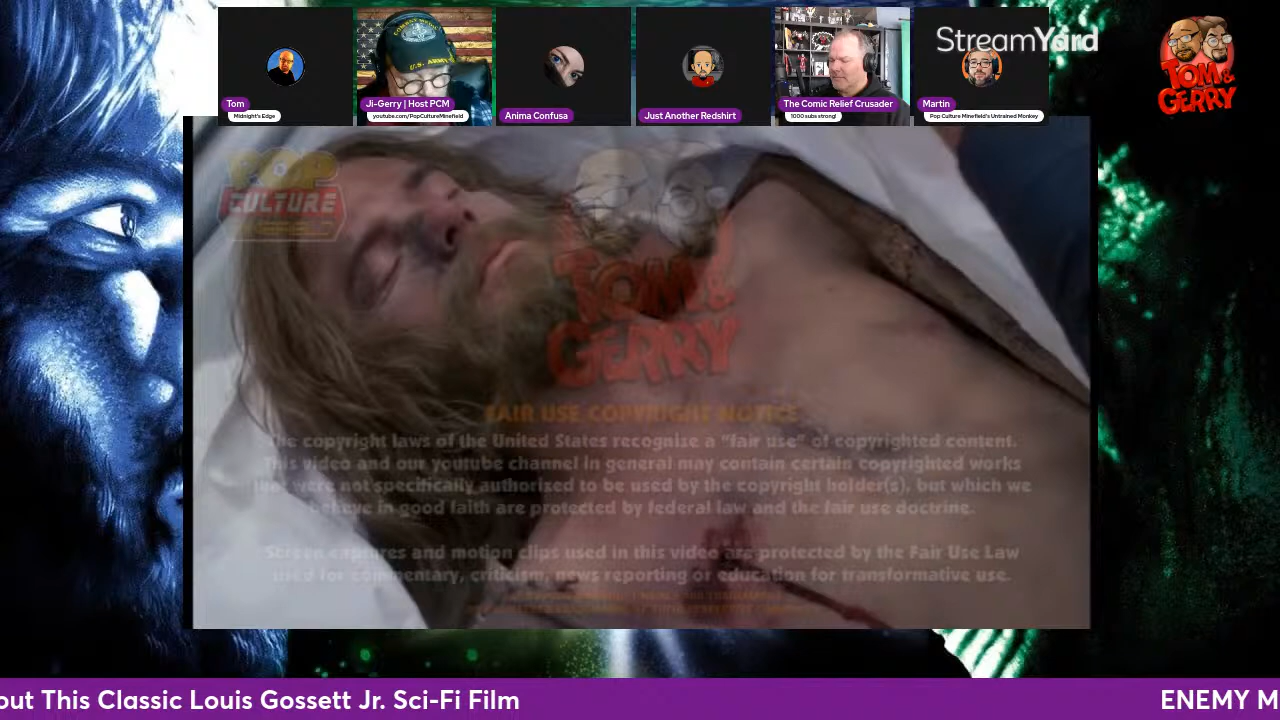 StreamYard
TOM &
GERRY
Tom
Midnight's Edge
Ji-Gerry | Host PCM
youtube.com/PopCultureMinefield
Anima Confusa
Just Another Redshirt
The Comic Relief Crusader
1000 subs strong!
Martin
Pop Culture Minefield's Untrained Monkey
U.S. ARMY
POP
CULTURE
TOM &
GERRY
FAIR USE COPYRIGHT NOTICE
The copyright laws of the United States recognize a "fair use" of copyrighted content.
This video and our youtube channel in general may contain certain copyrighted works
that were not specifically authorized to be used by the copyright holder(s), but which we
believe in good faith are protected by federal law and the fair use doctrine.
Screen captures and motion clips used in this video are protected by the Fair Use Law
used for commentary, criticism, news reporting or education for transformative use.
out This Classic Louis Gossett Jr. Sci-Fi Film
ENEMY M